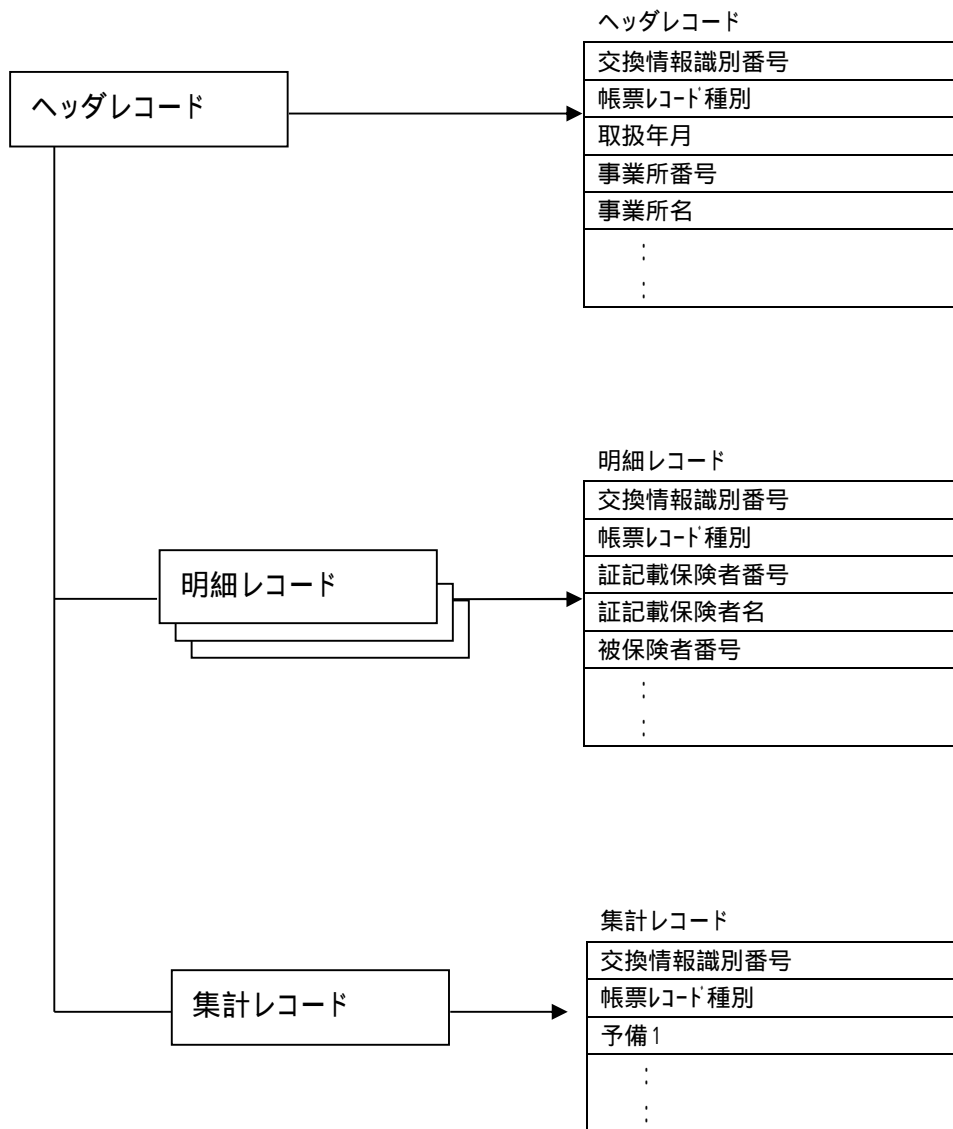 ヘッダレコード
ヘッダレコード
交換情報識別番号
帳票ﾚｺｰﾄﾞ種別
取扱年月
事業所番号
事業所名
:
:
明細レコード
明細レコード
交換情報識別番号
帳票ﾚｺｰﾄﾞ種別
証記載保険者番号
証記載保険者名
被保険者番号
:
:
集計レコード
集計レコード
交換情報識別番号
帳票ﾚｺｰﾄﾞ種別
予備1
:
: